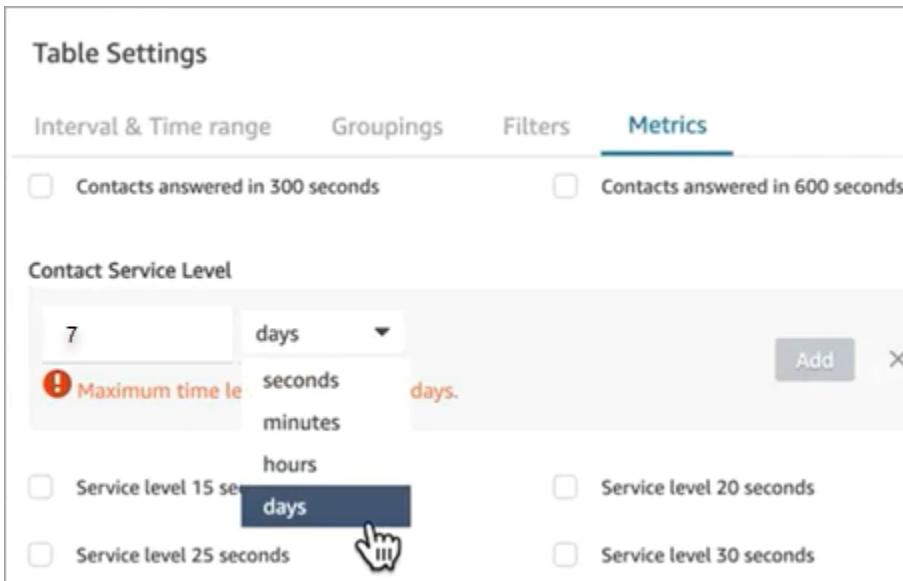 Table Settings
Interval & Time range Groupings Filters Metrics
Contacts answered in 300 seconds Contacts answered in 600 seconds
Contact Service Level
7 days Add
seconds
Maximum time days.
minutes
hours
Service level 15 Service level 20 seconds
days
Service level 25 seconds Service level 30 seconds